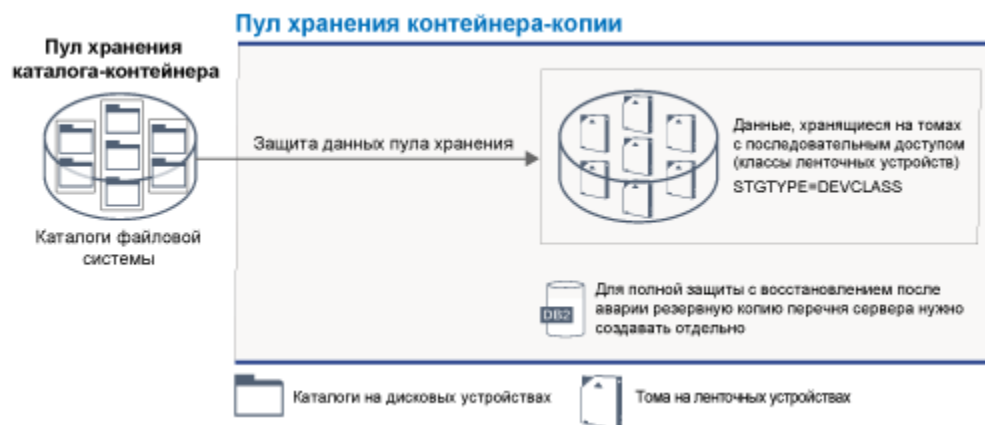 Пул хранения контейнера-копии
Пул хранения
каталога-контейнера
Каталоги файловой
системы
Защита данных пула хранения
Данные, хранящиеся на томах
с последовательным доступом
(классы ленточных устройств)
STGTYPE=DEVCLASS
DB2
Для полной защиты с восстановлением после
аварии резервную копию перечня сервера нужно
создавать отдельно
Каталоги на дисковых устройствах
Тома на ленточных устройствах